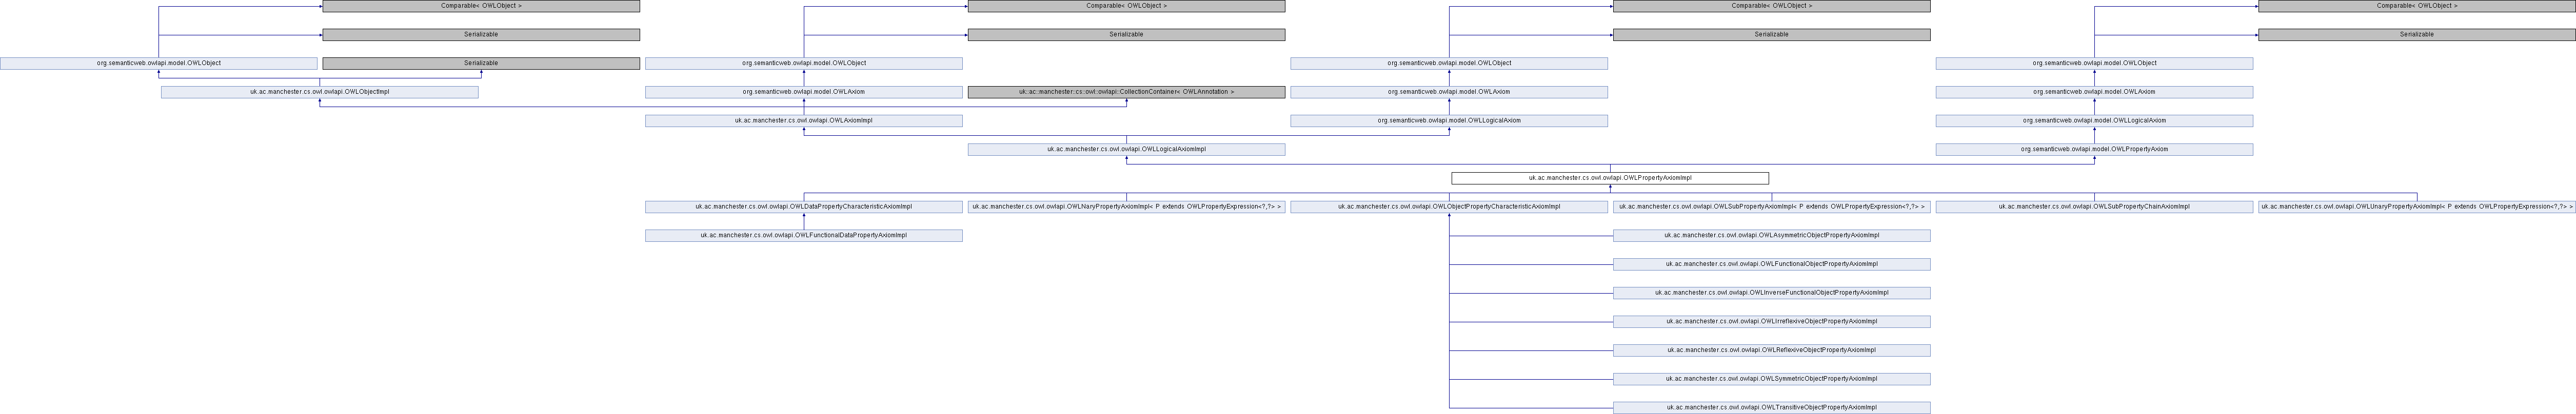 Comparable< OWLObject >
Comparable< OWLObject >
Comparable< OWLObject >
Comparable< OWLObject >
Serializable
Serializable
Serializable
Serializable
org.semanticweb.owlapi.model.OWLObject
Serializable
org.semanticweb.owlapi.model.OWLObject
org.semanticweb.owlapi.model.OWLObject
org.semanticweb.owlapi.model.OWLObject
uk.ac.manchester.cs.owl.owlapi.OWLObjectImpl
org.semanticweb.owlapi.model.OWLAxiom
uk.ac::manchester::cs::owl::owlapi::CollectionContainer< OWLAnnotation >
org.semanticweb.owlapi.model.OWLAxiom
org.semanticweb.owlapi.model.OWLAxiom
uk.ac.manchester.cs.owl.owlapi.OWLAxiomImpl
org.semanticweb.owlapi.model.OWLLogicalAxiom
org.semanticweb.owlapi.model.OWLLogicalAxiom
uk.ac.manchester.cs.owl.owlapi.OWLLogicalAxiomImpl
org.semanticweb.owlapi.model.OWLPropertyAxiom
uk.ac.manchester.cs.owl.owlapi.OWLPropertyAxiomImpl
uk.ac.manchester.cs.owl.owlapi.OWLDataPropertyCharacteristicAxiomImpl
uk.ac.manchester.cs.owl.owlapi.OWLNaryPropertyAxiomImpl< P extends OWLPropertyExpression<?,?> >
uk.ac.manchester.cs.owl.owlapi.OWLObjectPropertyCharacteristicAxiomImpl
uk.ac.manchester.cs.owl.owlapi.OWLSubPropertyAxiomImpl< P extends OWLPropertyExpression<?,?> >
uk.ac.manchester.cs.owl.owlapi.OWLSubPropertyChainAxiomImpl
uk.ac.manchester.cs.owl.owlapi.OWLUnaryPropertyAxiomImpl< P extends OWLPropertyExpression<?,?> >
uk.ac.manchester.cs.owl.owlapi.OWLFunctionalDataPropertyAxiomImpl
uk.ac.manchester.cs.owl.owlapi.OWLAsymmetricObjectPropertyAxiomImpl
uk.ac.manchester.cs.owl.owlapi.OWLFunctionalObjectPropertyAxiomImpl
uk.ac.manchester.cs.owl.owlapi.OWLInverseFunctionalObjectPropertyAxiomImpl
uk.ac.manchester.cs.owl.owlapi.OWLIrreflexiveObjectPropertyAxiomImpl
uk.ac.manchester.cs.owl.owlapi.OWLReflexiveObjectPropertyAxiomImpl
uk.ac.manchester.cs.owl.owlapi.OWLSymmetricObjectPropertyAxiomImpl
uk.ac.manchester.cs.owl.owlapi.OWLTransitiveObjectPropertyAxiomImpl